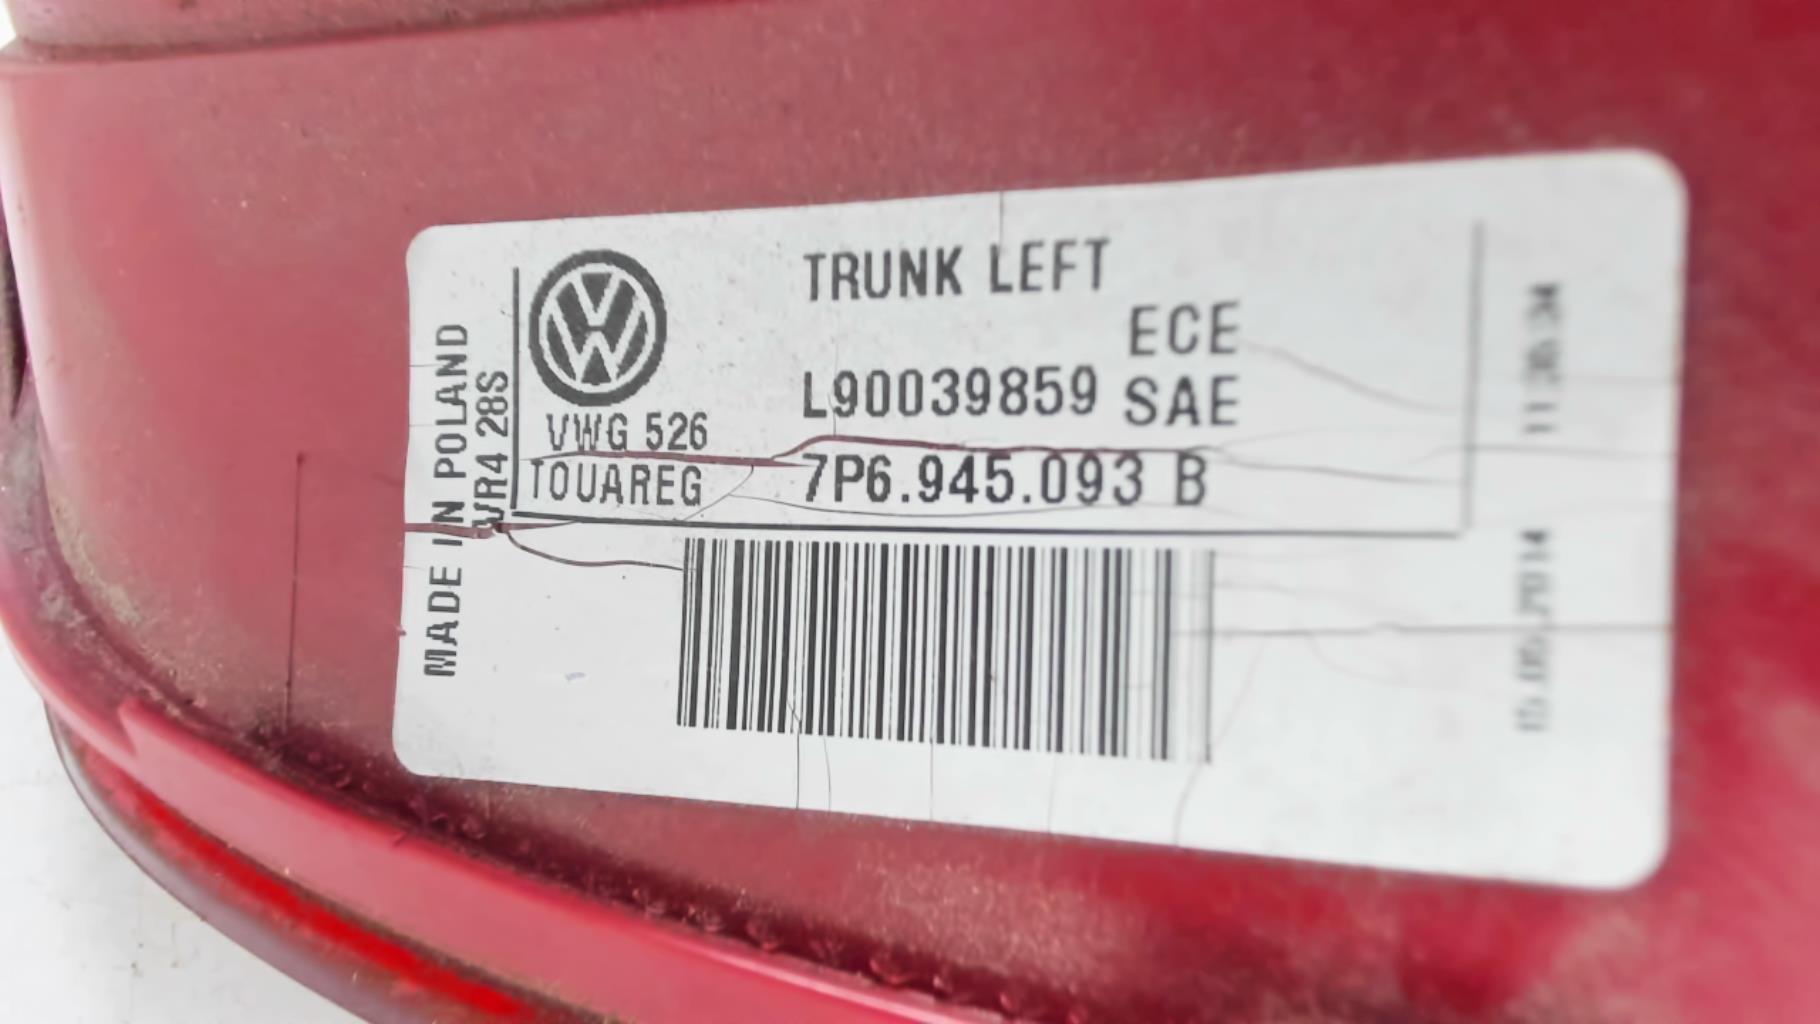 MADE IN POLAND
VR4 28S
VWG 526
TOUAREG
TRUNK LEFT
ECE
L90039859 SAE
7P6.945.093 B